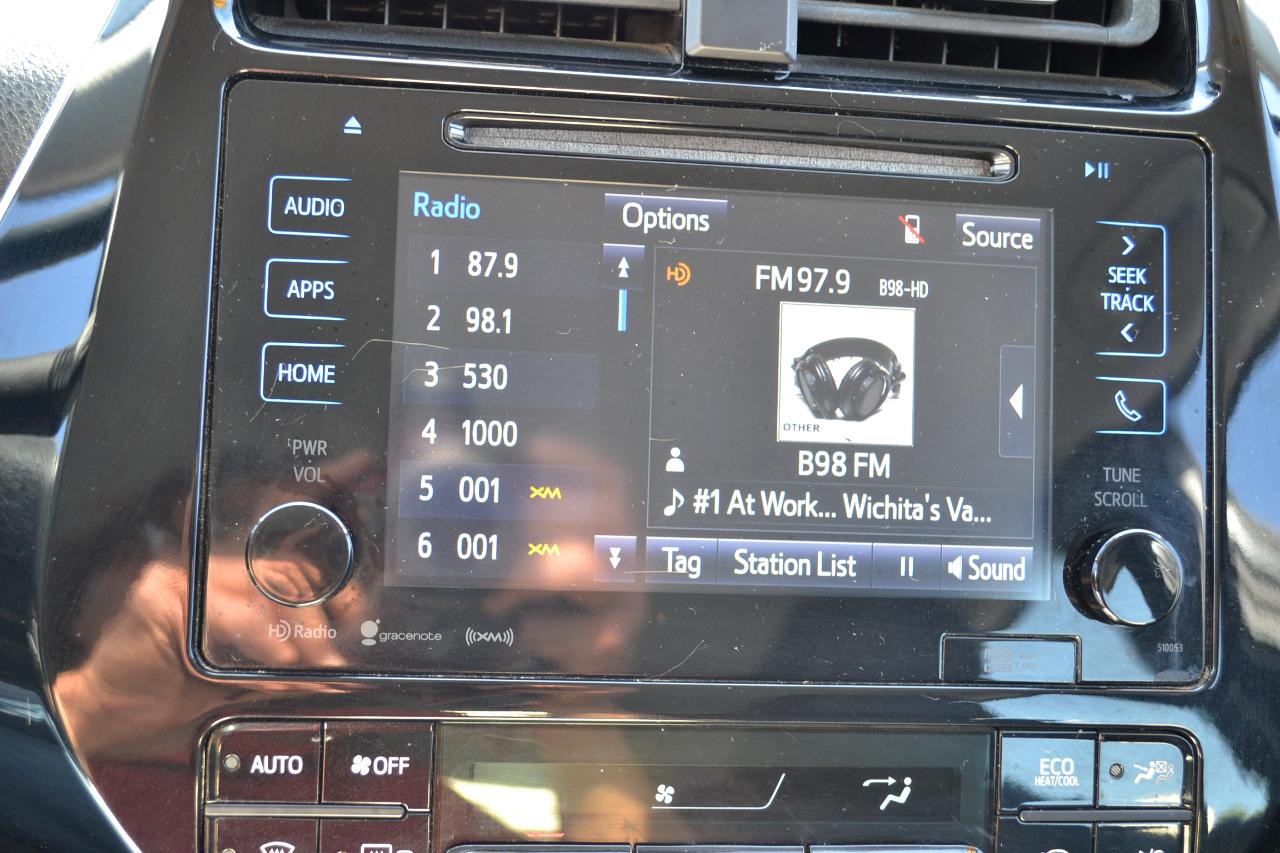 AUDIO
APPS
HOME
PWR
VOL
Radio
Options
Source
1 87.9
2 98.1
3 530
4 1000
5 001 XM
6 001 XM
HD
FM 97.9 B98-HD
OTHER
B98 FM
#1 At Work... Wichita's Va...
Tag
Station List
Sound
SEEK
TRACK
TUNE
SCROLL
HD Radio
gracenote
((XM))
510053
AUTO
OFF
ECO
HEAT/COOL